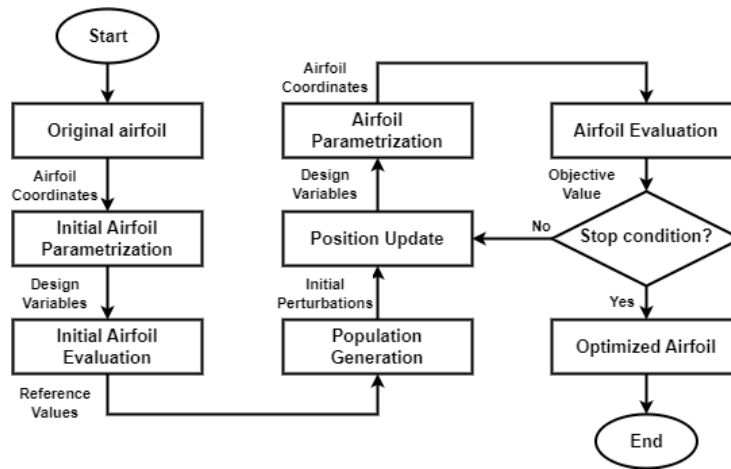 Start
Original airfoil
Airfoil
Coordinates
Initial Airfoil
Parametrization
Design
Variables
Initial Airfoil
Evaluation
Reference
Values
Population
Generation
Initial
Perturbations
Position Update
Design
Variables
Airfoil
Parametrization
Airfoil
Coordinates
Airfoil Evaluation
Objective
Value
Stop condition?
No
Yes
Optimized Airfoil
End